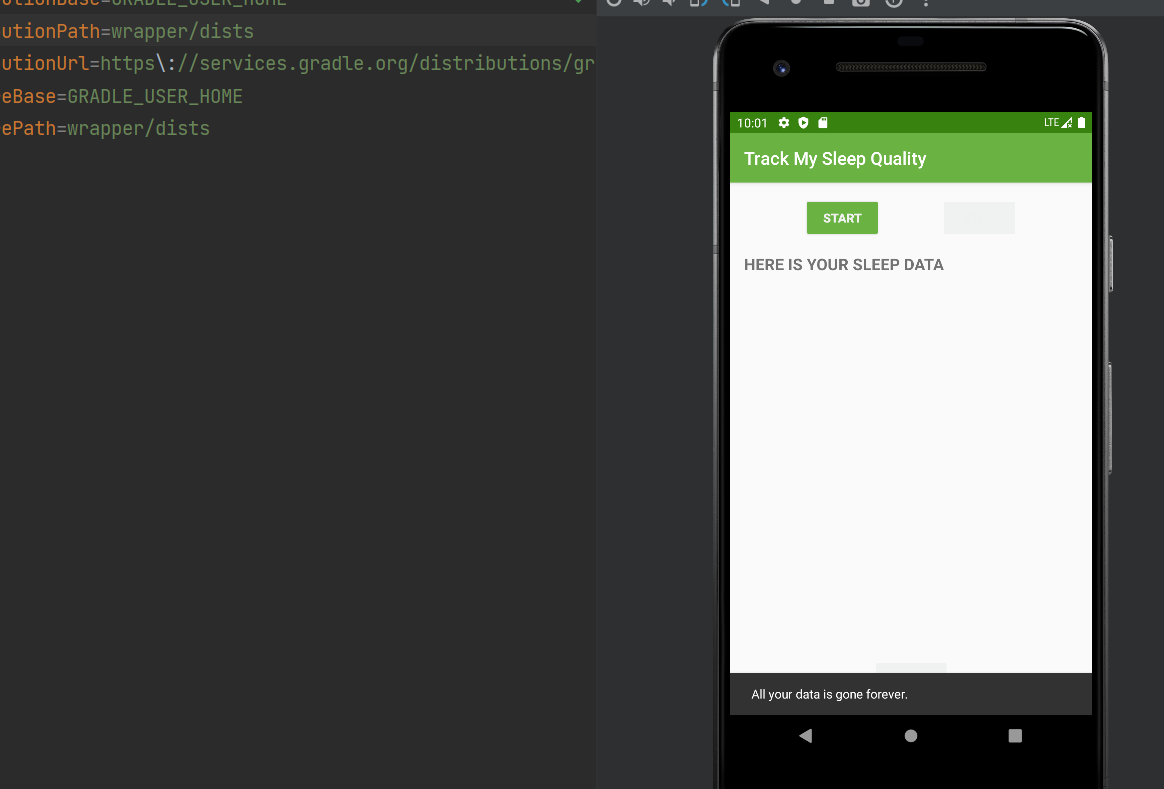 utionBase=GRADLE_USER_HOME
utionPath=wrapper/dists
utionUrl=https\://services.gradle.org/distributions/gr
eBase=GRADLE_USER_HOME
ePath=wrapper/dists
10:01
LTE
Track My Sleep Quality
START
HERE IS YOUR SLEEP DATA
All your data is gone forever.